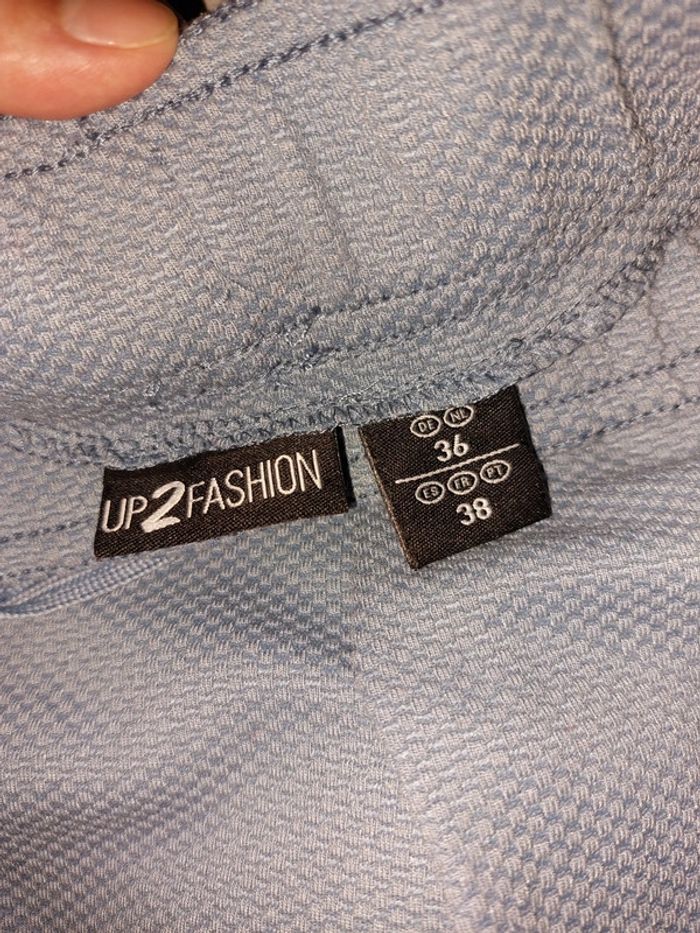 UP2FASHION
DE NL
36
ES FR PT
38